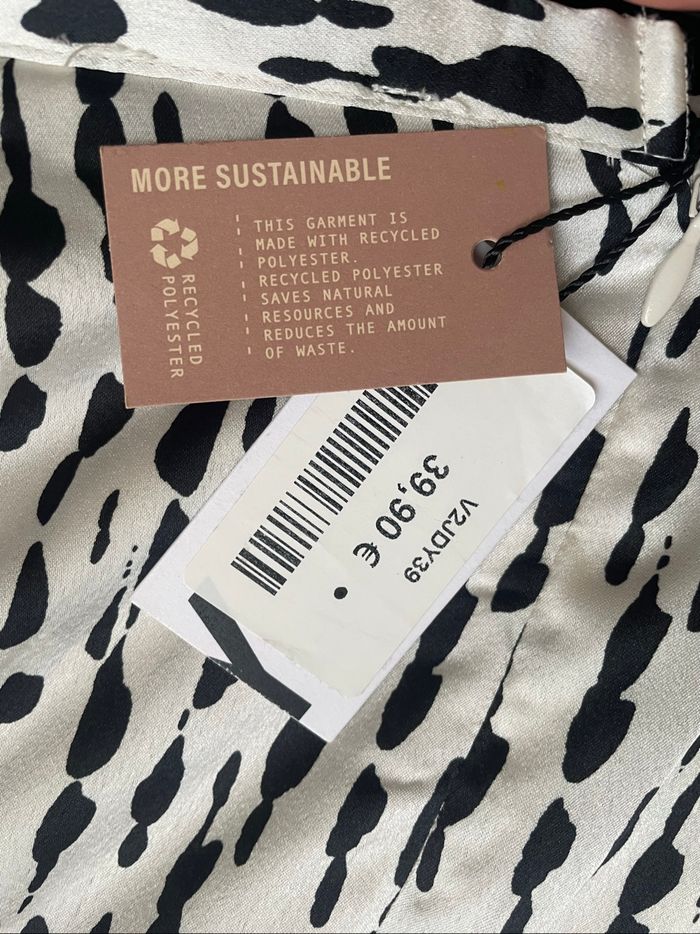 MORE SUSTAINABLE
RECYCLED
POLYESTER
THIS GARMENT IS
MADE WITH RECYCLED
POLYESTER.
RECYCLED POLYESTER
SAVES NATURAL
RESOURCES AND
REDUCES THE AMOUNT
OF WASTE.
39,90 €
V2JDY39